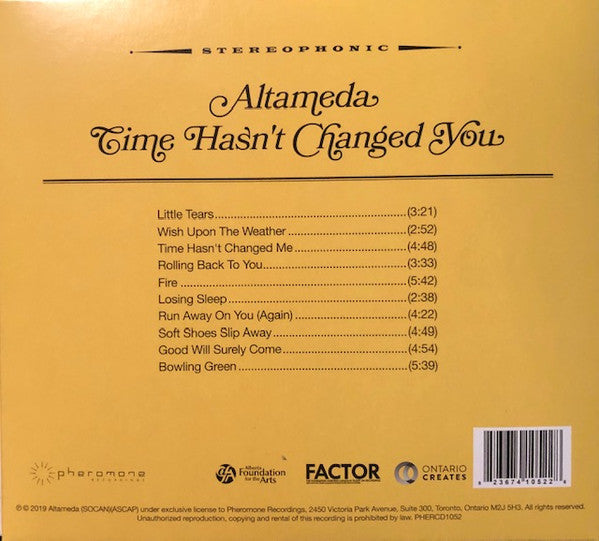 STEREOPHONIC
Altameda
Time Hasn't Changed You
Little Tears..........(3:21)
Wish Upon The Weather..........(2:52)
Time Hasn't Changed Me..........(4:48)
Rolling Back To You..........(3:33)
Fire..........(5:42)
Losing Sleep..........(2:38)
Run Away On You (Again)..........(4:22)
Soft Shoes Slip Away..........(4:49)
Good Will Surely Come..........(4:54)
Bowling Green..........(5:39)
pheromone
RECORDINGS
Alberta
Foundation
for the Arts
FACTOR
ONTARIO
CREATES
8 23674 10522 4
℗ © 2019 Altameda (SOCAN)(ASCAP) under exclusive license to Pheromone Recordings, 2450 Victoria Park Avenue, Suite 300, Toronto, Ontario M2J 5H3. All rights reserved.
Unauthorized reproduction, copying and rental of this recording is prohibited by law. PHERCD1052